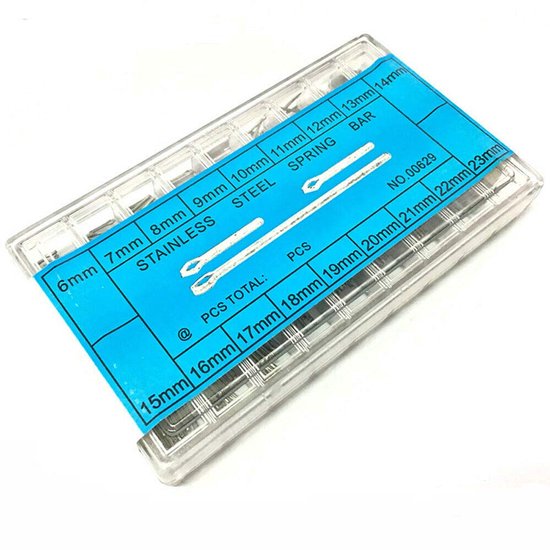 6mm 7mm 8mm 9mm 10mm 11mm 12mm 13mm 14mm
STAINLESS STEEL SPRING BAR
NO.00629
@ PCS TOTAL: PCS
15mm 16mm 17mm 18mm 19mm 20mm 21mm 22mm 23mm